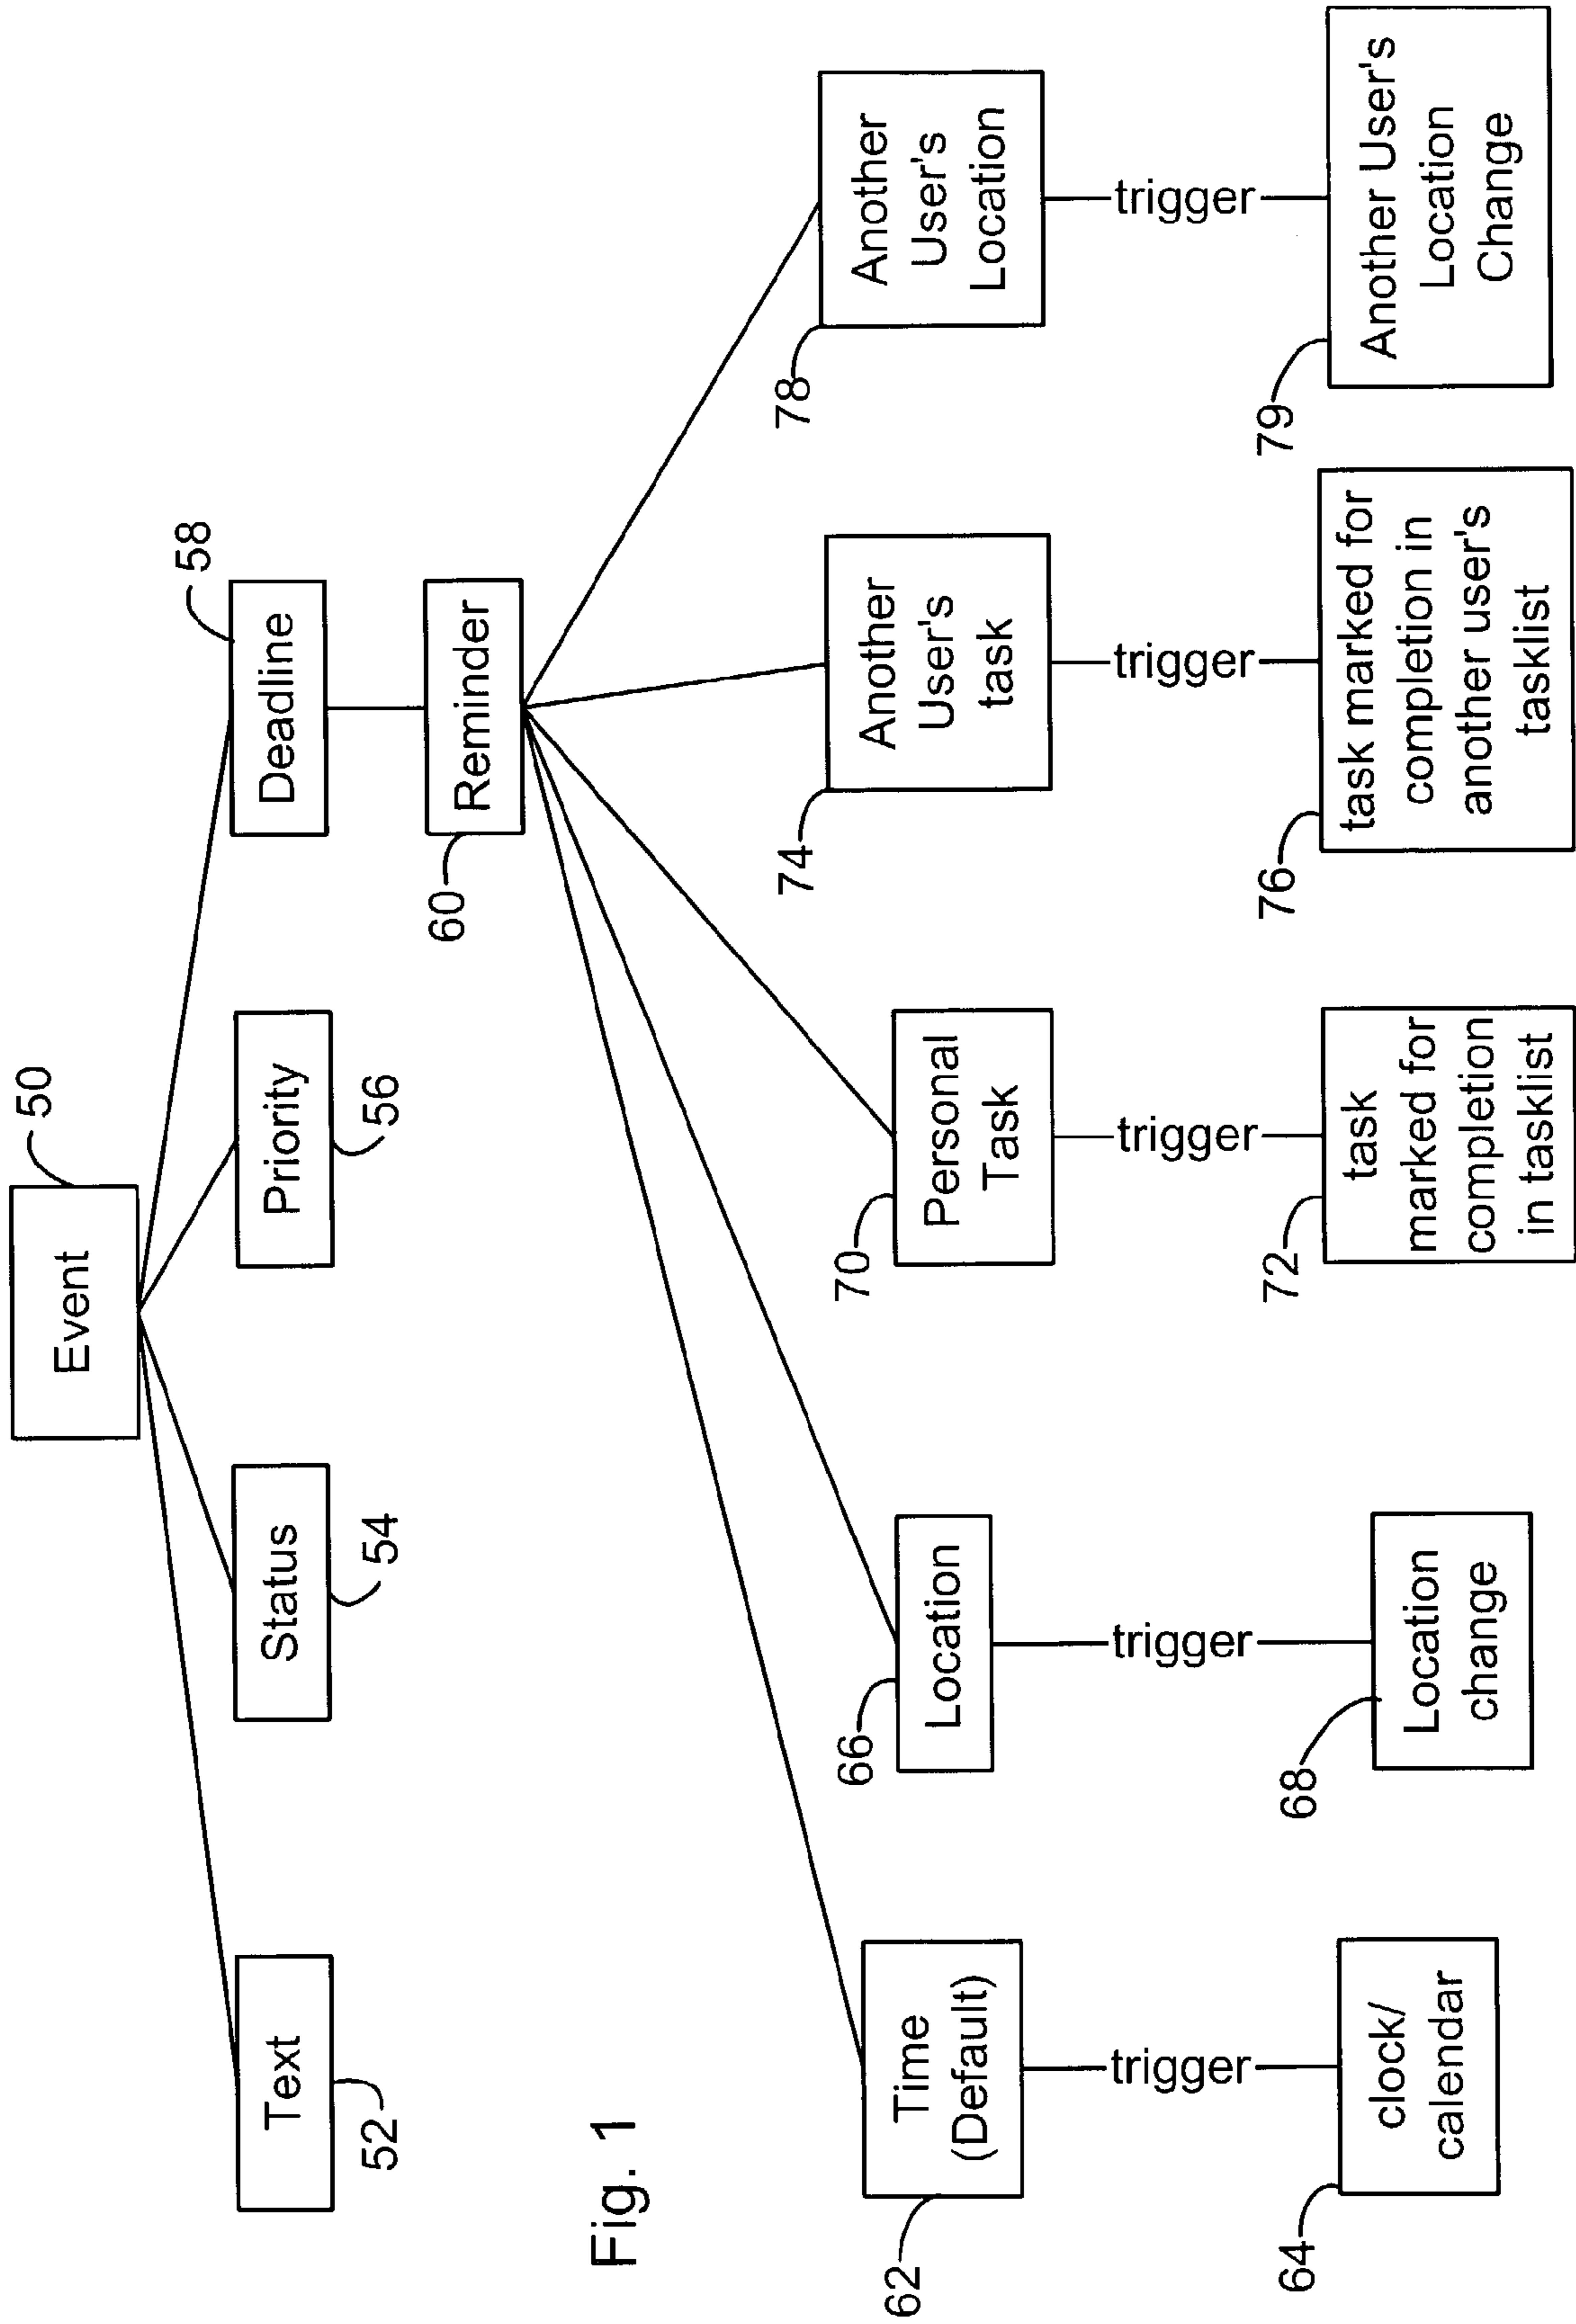 Event
50
Text
52
Status
54
Priority
56
Deadline
58
Reminder
60
Fig. 1
Time
(Default)
62
Location
66
Personal
Task
70
Another
User's
task
74
Another
User's
Location
78
trigger
trigger
trigger
trigger
trigger
clock/
calendar
64
Location
change
68
task
marked for
completion
in tasklist
72
task marked for
completion in
another user's
tasklist
76
Another User's
Location
Change
79